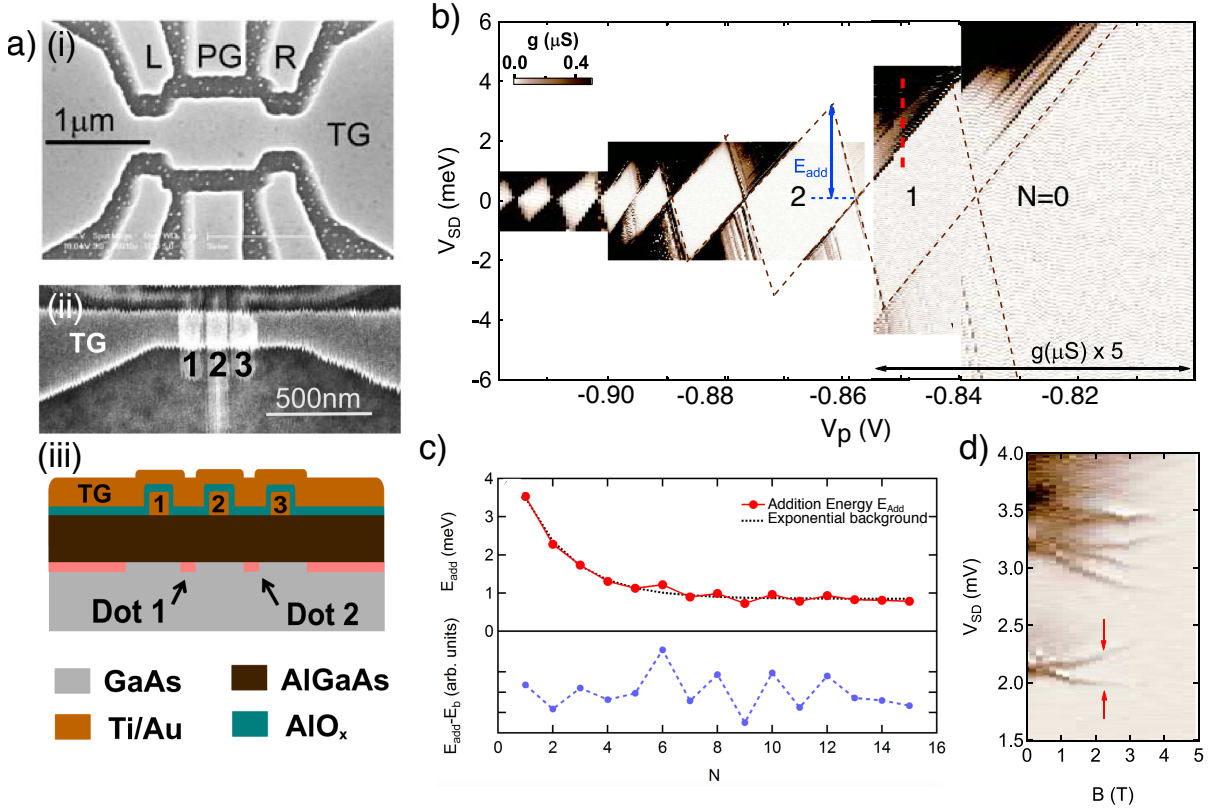 a)
(i)
L PG R
1μm
TG
(ii)
TG
1 2 3
500nm
(iii)
TG
1 2 3
Dot 1
Dot 2
GaAs
AlGaAs
Ti/Au
AlOₓ
b)
g (μS)
0.0 0.4
6
4
2
0
-2
-4
-6
V_SD (meV)
E_add
2
1
N=0
g(μS) x 5
-0.90 -0.88 -0.86 -0.84 -0.82
V_p (V)
c)
4
3
2
1
0
E_add (meV)
Addition Energy E_Add
Exponential background
E_add-E_b (arb. units)
0 2 4 6 8 10 12 14 16
N
d)
4.0
3.5
3.0
2.5
2.0
1.5
V_SD (mV)
0 1 2 3 4 5
B (T)